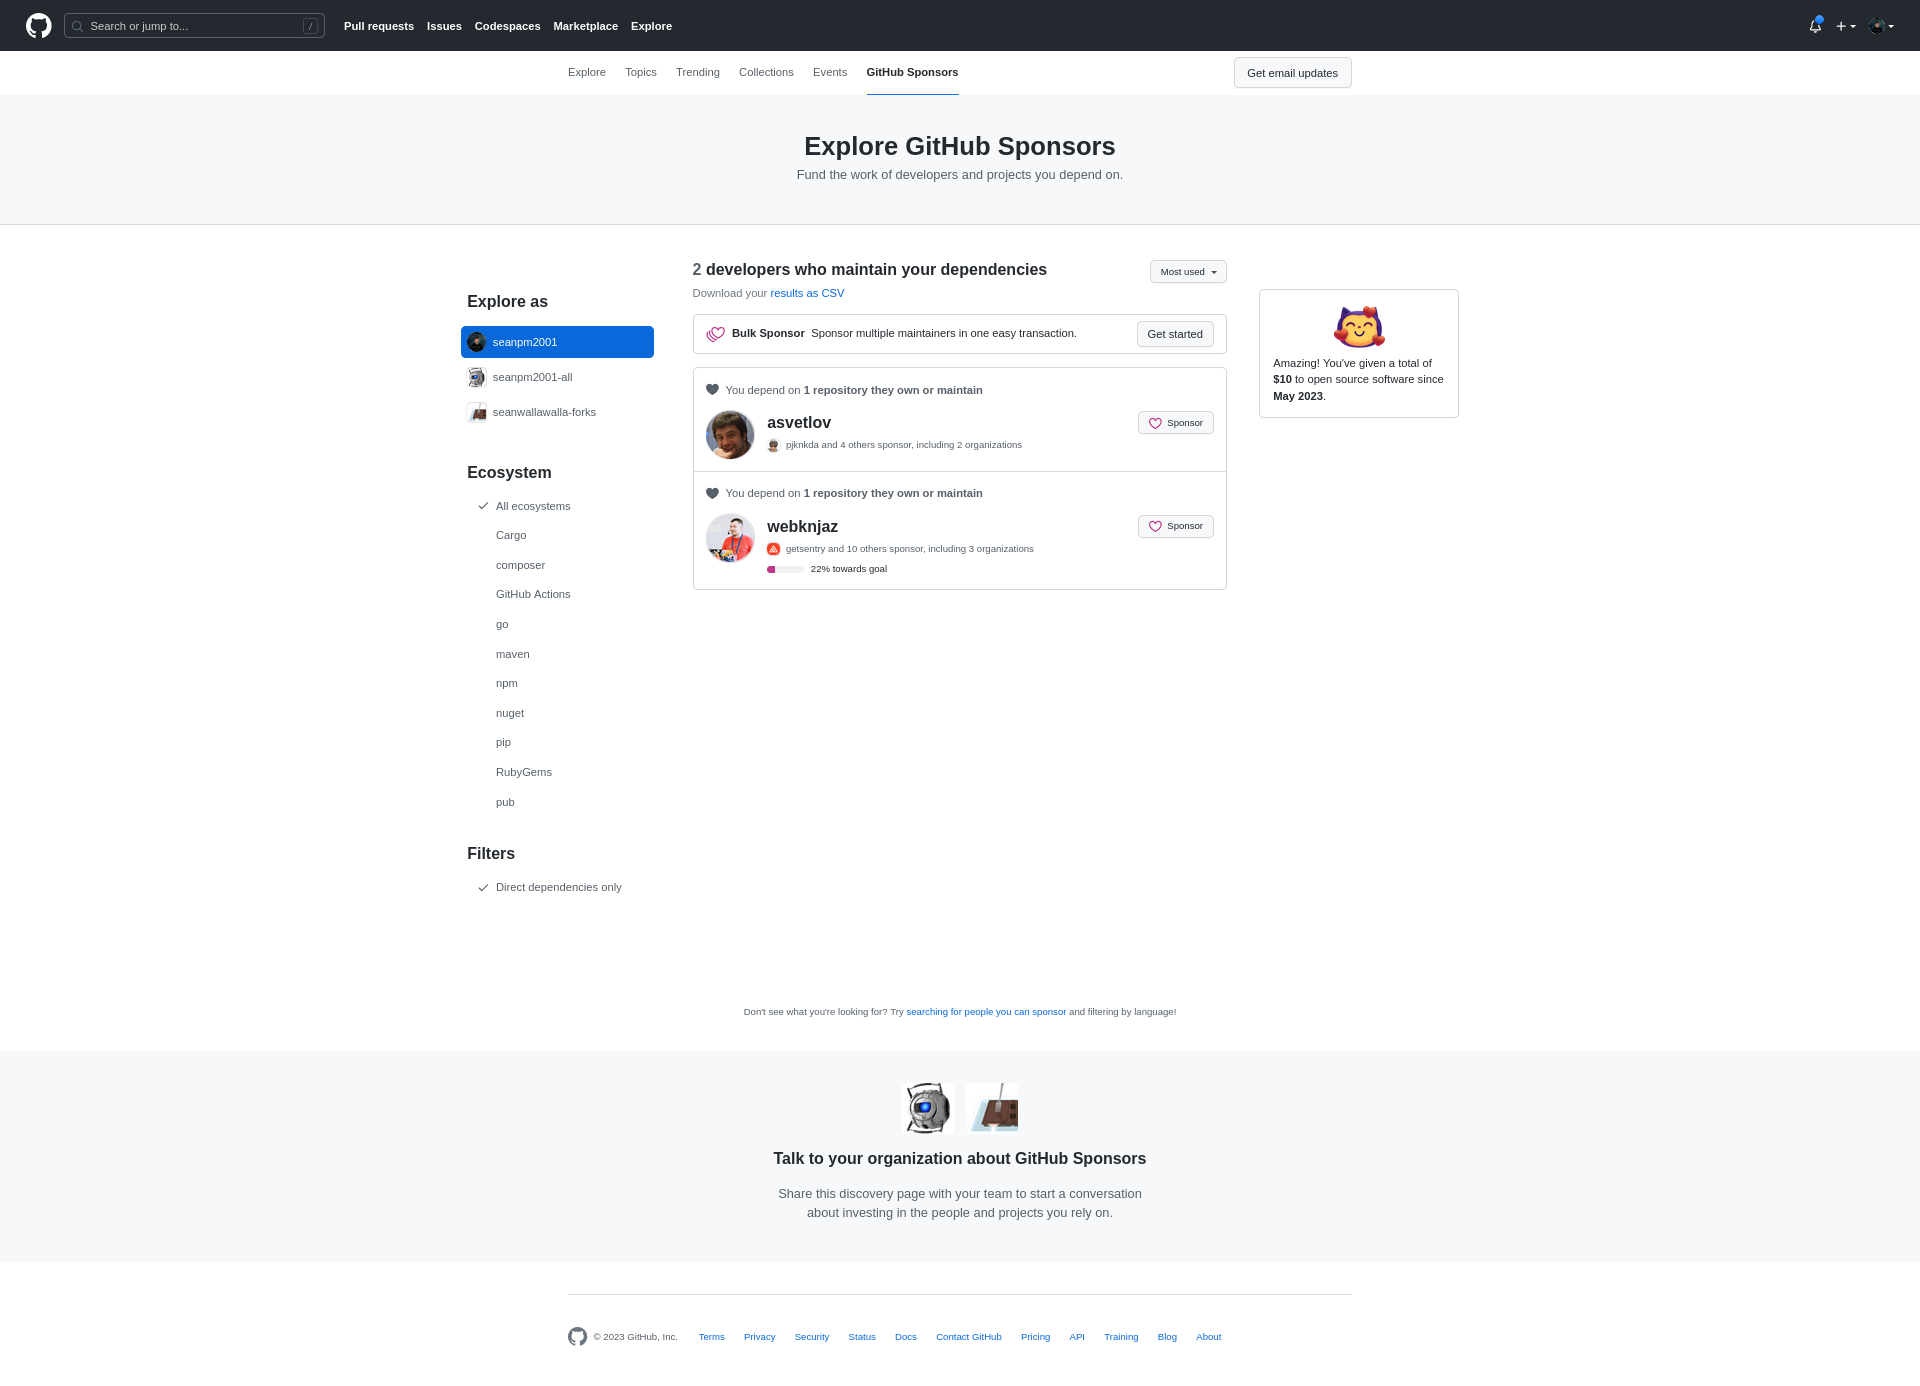 Search or jump to... /
Pull requests Issues Codespaces Marketplace Explore
Explore Topics Trending Collections Events GitHub Sponsors
Get email updates
Explore GitHub Sponsors
Fund the work of developers and projects you depend on.
Explore as
seanpm2001
seanpm2001-all
seanwallawalla-forks
Ecosystem
All ecosystems
Cargo
composer
GitHub Actions
go
maven
npm
nuget
pip
RubyGems
pub
Filters
Direct dependencies only
2 developers who maintain your dependencies
Most used
Download your results as CSV
Bulk Sponsor Sponsor multiple maintainers in one easy transaction.
Get started
You depend on 1 repository they own or maintain
asvetlov
Sponsor
pjknkda and 4 others sponsor, including 2 organizations
You depend on 1 repository they own or maintain
webknjaz
Sponsor
getsentry and 10 others sponsor, including 3 organizations
22% towards goal
Amazing! You've given a total of
$10 to open source software since
May 2023.
Don't see what you're looking for? Try searching for people you can sponsor and filtering by language!
Talk to your organization about GitHub Sponsors
Share this discovery page with your team to start a conversation
about investing in the people and projects you rely on.
© 2023 GitHub, Inc. Terms Privacy Security Status Docs Contact GitHub Pricing API Training Blog About